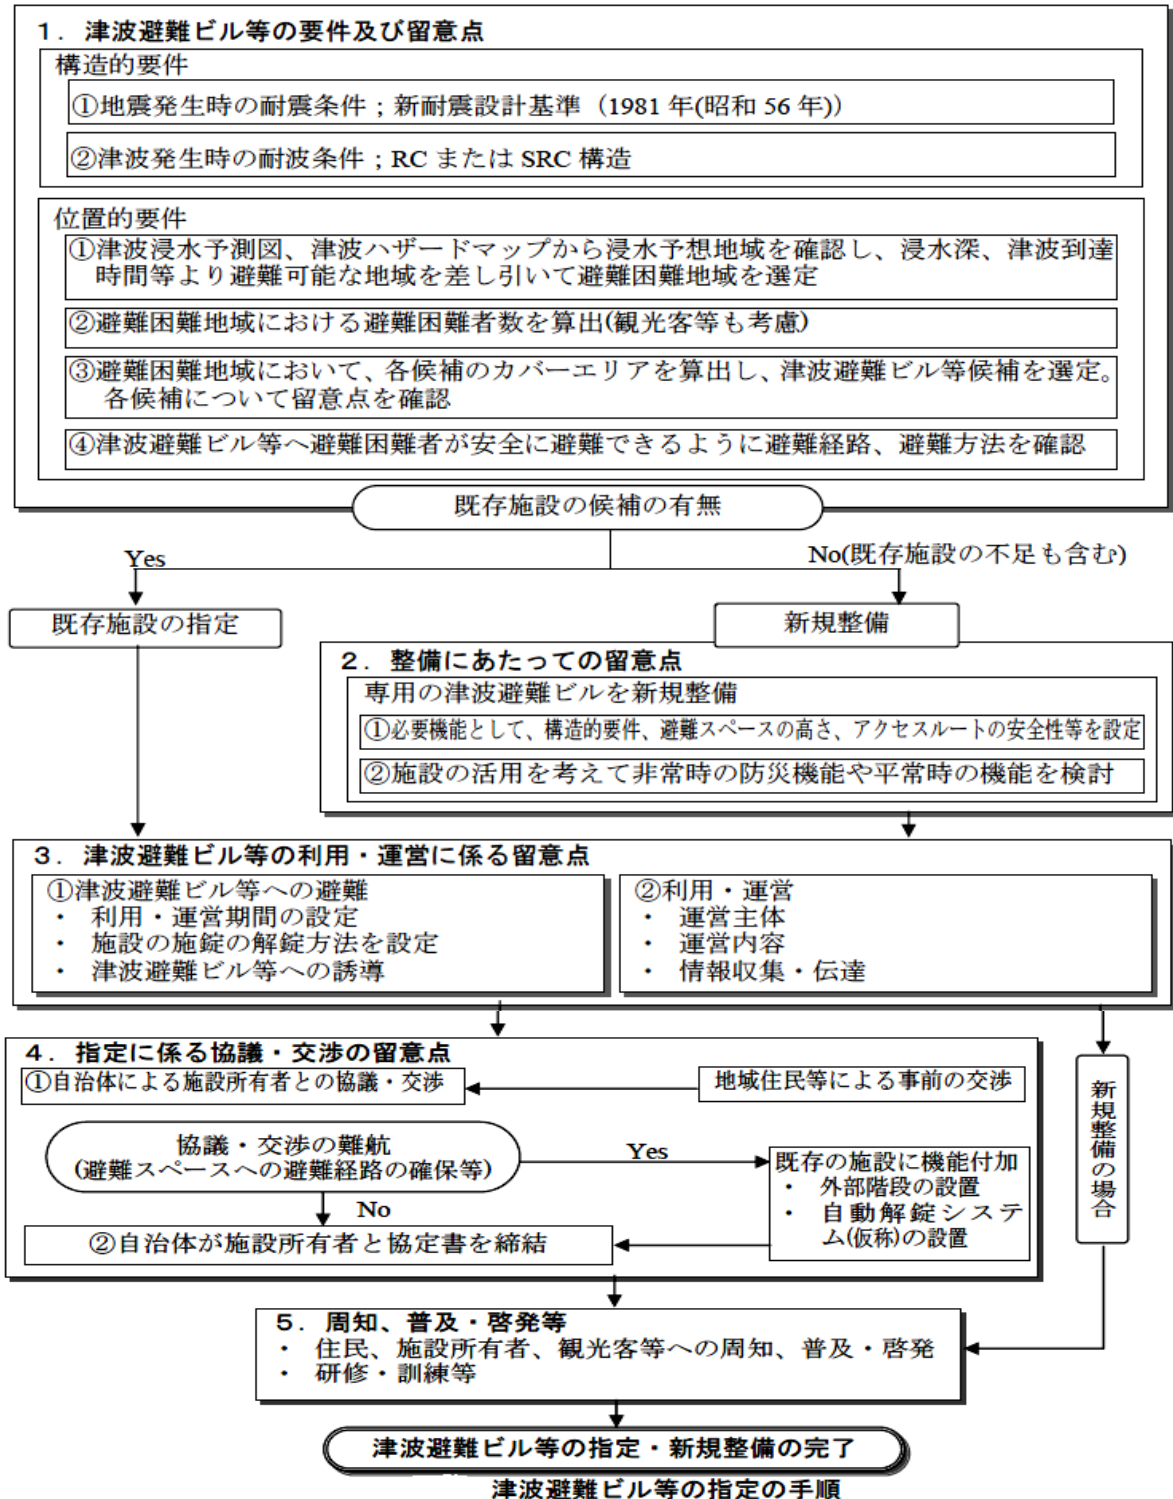 1．津波避難ビル等の要件及び留意点
構造的要件
①地震発生時の耐震条件；新耐震設計基準（1981 年(昭和 56 年)）
②津波発生時の耐波条件；RC または SRC 構造
位置的要件
①津波浸水予測図、津波ハザードマップから浸水予想地域を確認し、浸水深、津波到達
時間等より避難可能な地域を差し引いて避難困難地域を選定
②避難困難地域における避難困難者数を算出(観光客等も考慮)
③避難困難地域において、各候補のカバーエリアを算出し、津波避難ビル等候補を選定。
各候補について留意点を確認
④津波避難ビル等へ避難困難者が安全に避難できるように避難経路、避難方法を確認
既存施設の候補の有無
Yes
No(既存施設の不足も含む)
既存施設の指定
新規整備
2．整備にあたっての留意点
専用の津波避難ビルを新規整備
①必要機能として、構造的要件、避難スペースの高さ、アクセスルートの安全性等を設定
②施設の活用を考えて非常時の防災機能や平常時の機能を検討
3．津波避難ビル等の利用・運営に係る留意点
①津波避難ビル等への避難
・ 利用・運営期間の設定
・ 施設の施錠の解錠方法を設定
・ 津波避難ビル等への誘導
②利用・運営
・ 運営主体
・ 運営内容
・ 情報収集・伝達
4．指定に係る協議・交渉の留意点
①自治体による施設所有者との協議・交渉
地域住民等による事前の交渉
協議・交渉の難航
(避難スペースへの避難経路の確保等)
Yes
No
既存の施設に機能付加
・ 外部階段の設置
・ 自動解錠システ
ム(仮称)の設置
②自治体が施設所有者と協定書を締結
新規整備の場合
5．周知、普及・啓発等
・ 住民、施設所有者、観光客等への周知、普及・啓発
・ 研修・訓練等
津波避難ビル等の指定・新規整備の完了
津波避難ビル等の指定の手順